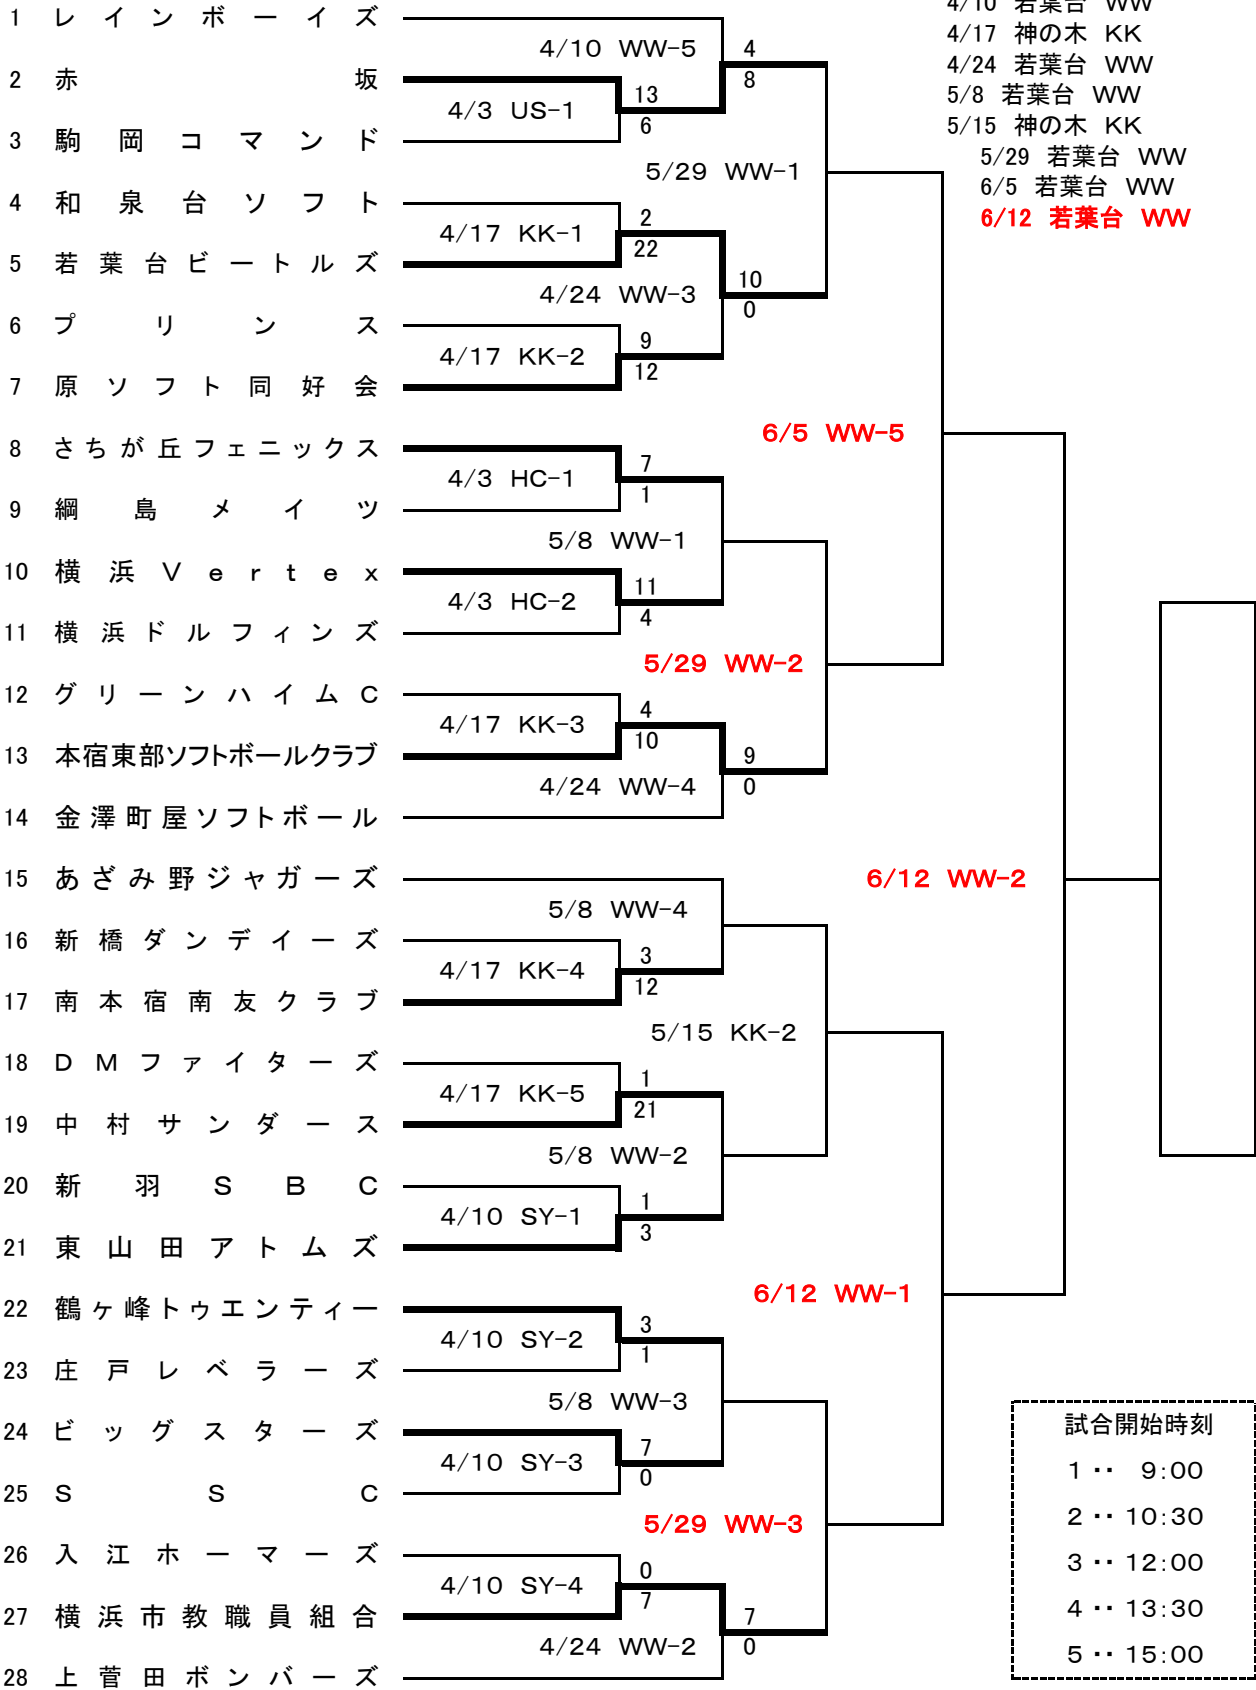 4/10 若葉台 WW
1 レインボーイズ
4/17 神の木 KK
4/10 WW-5
4
4/24 若葉台 WW
2 赤坂
8
5/8 若葉台 WW
13
4/3 US-1
6
5/15 神の木 KK
3 駒岡コマンド
5/29 若葉台 WW
5/29 WW-1
6/5 若葉台 WW
4 和泉台ソフト
2
6/12 若葉台 WW
4/17 KK-1
22
5 若葉台ビートルズ
10
4/24 WW-3
0
6 プリンス
9
4/17 KK-2
12
7 原ソフト同好会
6/5 WW-5
8 さちが丘フェニックス
7
4/3 HC-1
1
9 綱島メイツ
5/8 WW-1
10 横浜Vertex
11
4/3 HC-2
4
11 横浜ドルフィンズ
5/29 WW-2
12 グリーンハイムC
4
4/17 KK-3
10
13 本宿東部ソフトボールクラブ
9
4/24 WW-4
0
14 金澤町屋ソフトボール
15 あざみ野ジャガーズ
6/12 WW-2
5/8 WW-4
16 新橋ダンデイーズ
3
4/17 KK-4
12
17 南本宿南友クラブ
5/15 KK-2
18 DMファイターズ
1
4/17 KK-5
21
19 中村サンダース
5/8 WW-2
20 新羽SBC
1
4/10 SY-1
3
21 東山田アトムズ
6/12 WW-1
22 鶴ヶ峰トゥエンティー
3
4/10 SY-2
1
23 庄戸レベラーズ
5/8 WW-3
24 ビッグスターズ
7
4/10 SY-3
0
25 SSC
5/29 WW-3
26 入江ホーマーズ
0
4/10 SY-4
7
27 横浜市教職員組合
7
4/24 WW-2
0
28 上菅田ボンバーズ
試合開始時刻
1 ・・ 9:00
2 ・・ 10:30
3 ・・ 12:00
4 ・・ 13:30
5 ・・ 15:00